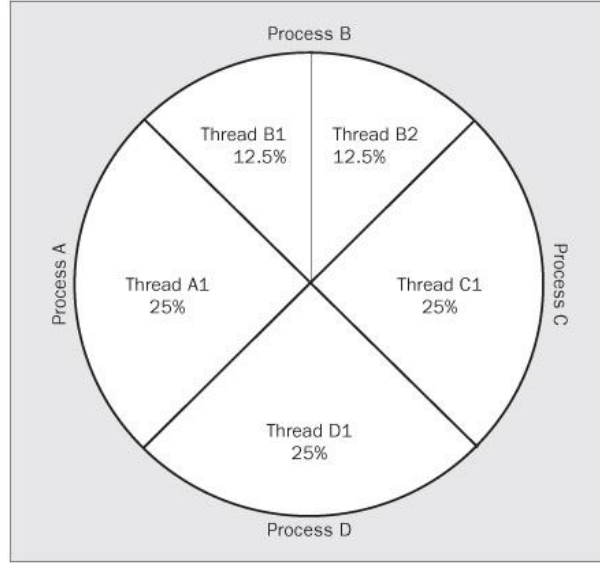 Process B
Thread B1
12.5%
Thread B2
12.5%
Process A
Thread A1
25%
Thread C1
25%
Process C
Thread D1
25%
Process D